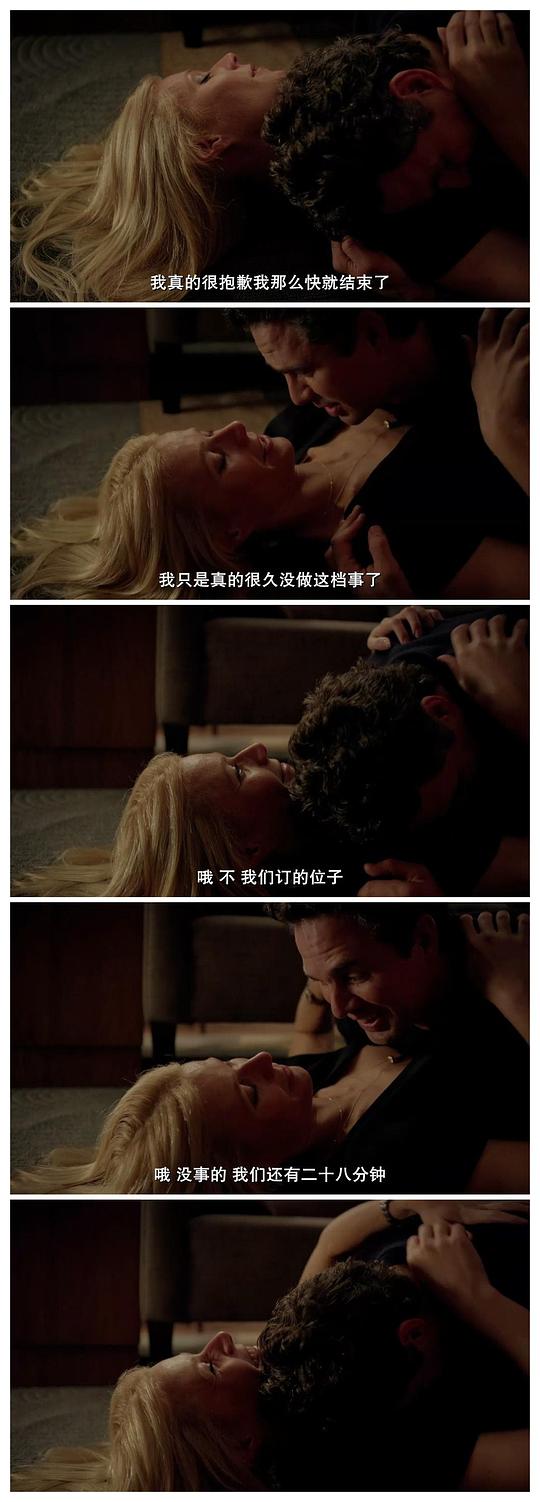 我真的很抱歉我那么快就结束了
我只是真的很久没做这档事了
哦 不 我们订的位子
哦 没事的 我们还有二十八分钟